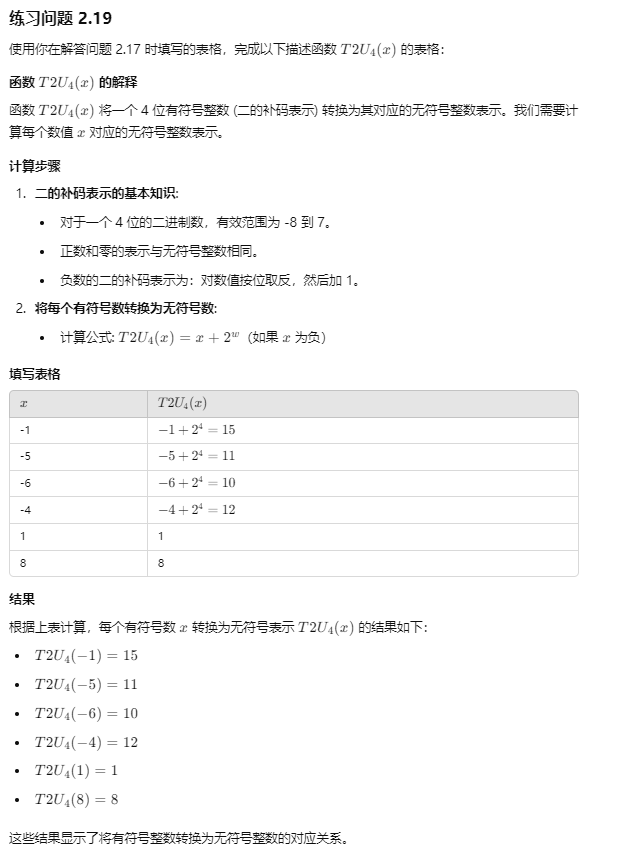 练习问题 2.19
使用你在解答问题 2.17 时填写的表格，完成以下描述函数 T2U₄(x) 的表格：
函数 T2U₄(x) 的解释
函数 T2U₄(x) 将一个 4 位有符号整数 (二的补码表示) 转换为其对应的无符号整数表示。我们需要计
算每个数值 x 对应的无符号整数表示。
计算步骤
1. 二的补码表示的基本知识:
• 对于一个 4 位的二进制数，有效范围为 -8 到 7。
• 正数和零的表示与无符号整数相同。
• 负数的二的补码表示为：对数值按位取反，然后加 1。
2. 将每个有符号数转换为无符号数:
• 计算公式: T2U₄(x) = x + 2ʷ（如果 x 为负）
填写表格
x T2U₄(x)
-1 −1 + 2⁴ = 15
-5 −5 + 2⁴ = 11
-6 −6 + 2⁴ = 10
-4 −4 + 2⁴ = 12
1 1
8 8
结果
根据上表计算，每个有符号数 x 转换为无符号表示 T2U₄(x) 的结果如下：
• T2U₄(−1) = 15
• T2U₄(−5) = 11
• T2U₄(−6) = 10
• T2U₄(−4) = 12
• T2U₄(1) = 1
• T2U₄(8) = 8
这些结果显示了将有符号整数转换为无符号整数的对应关系。